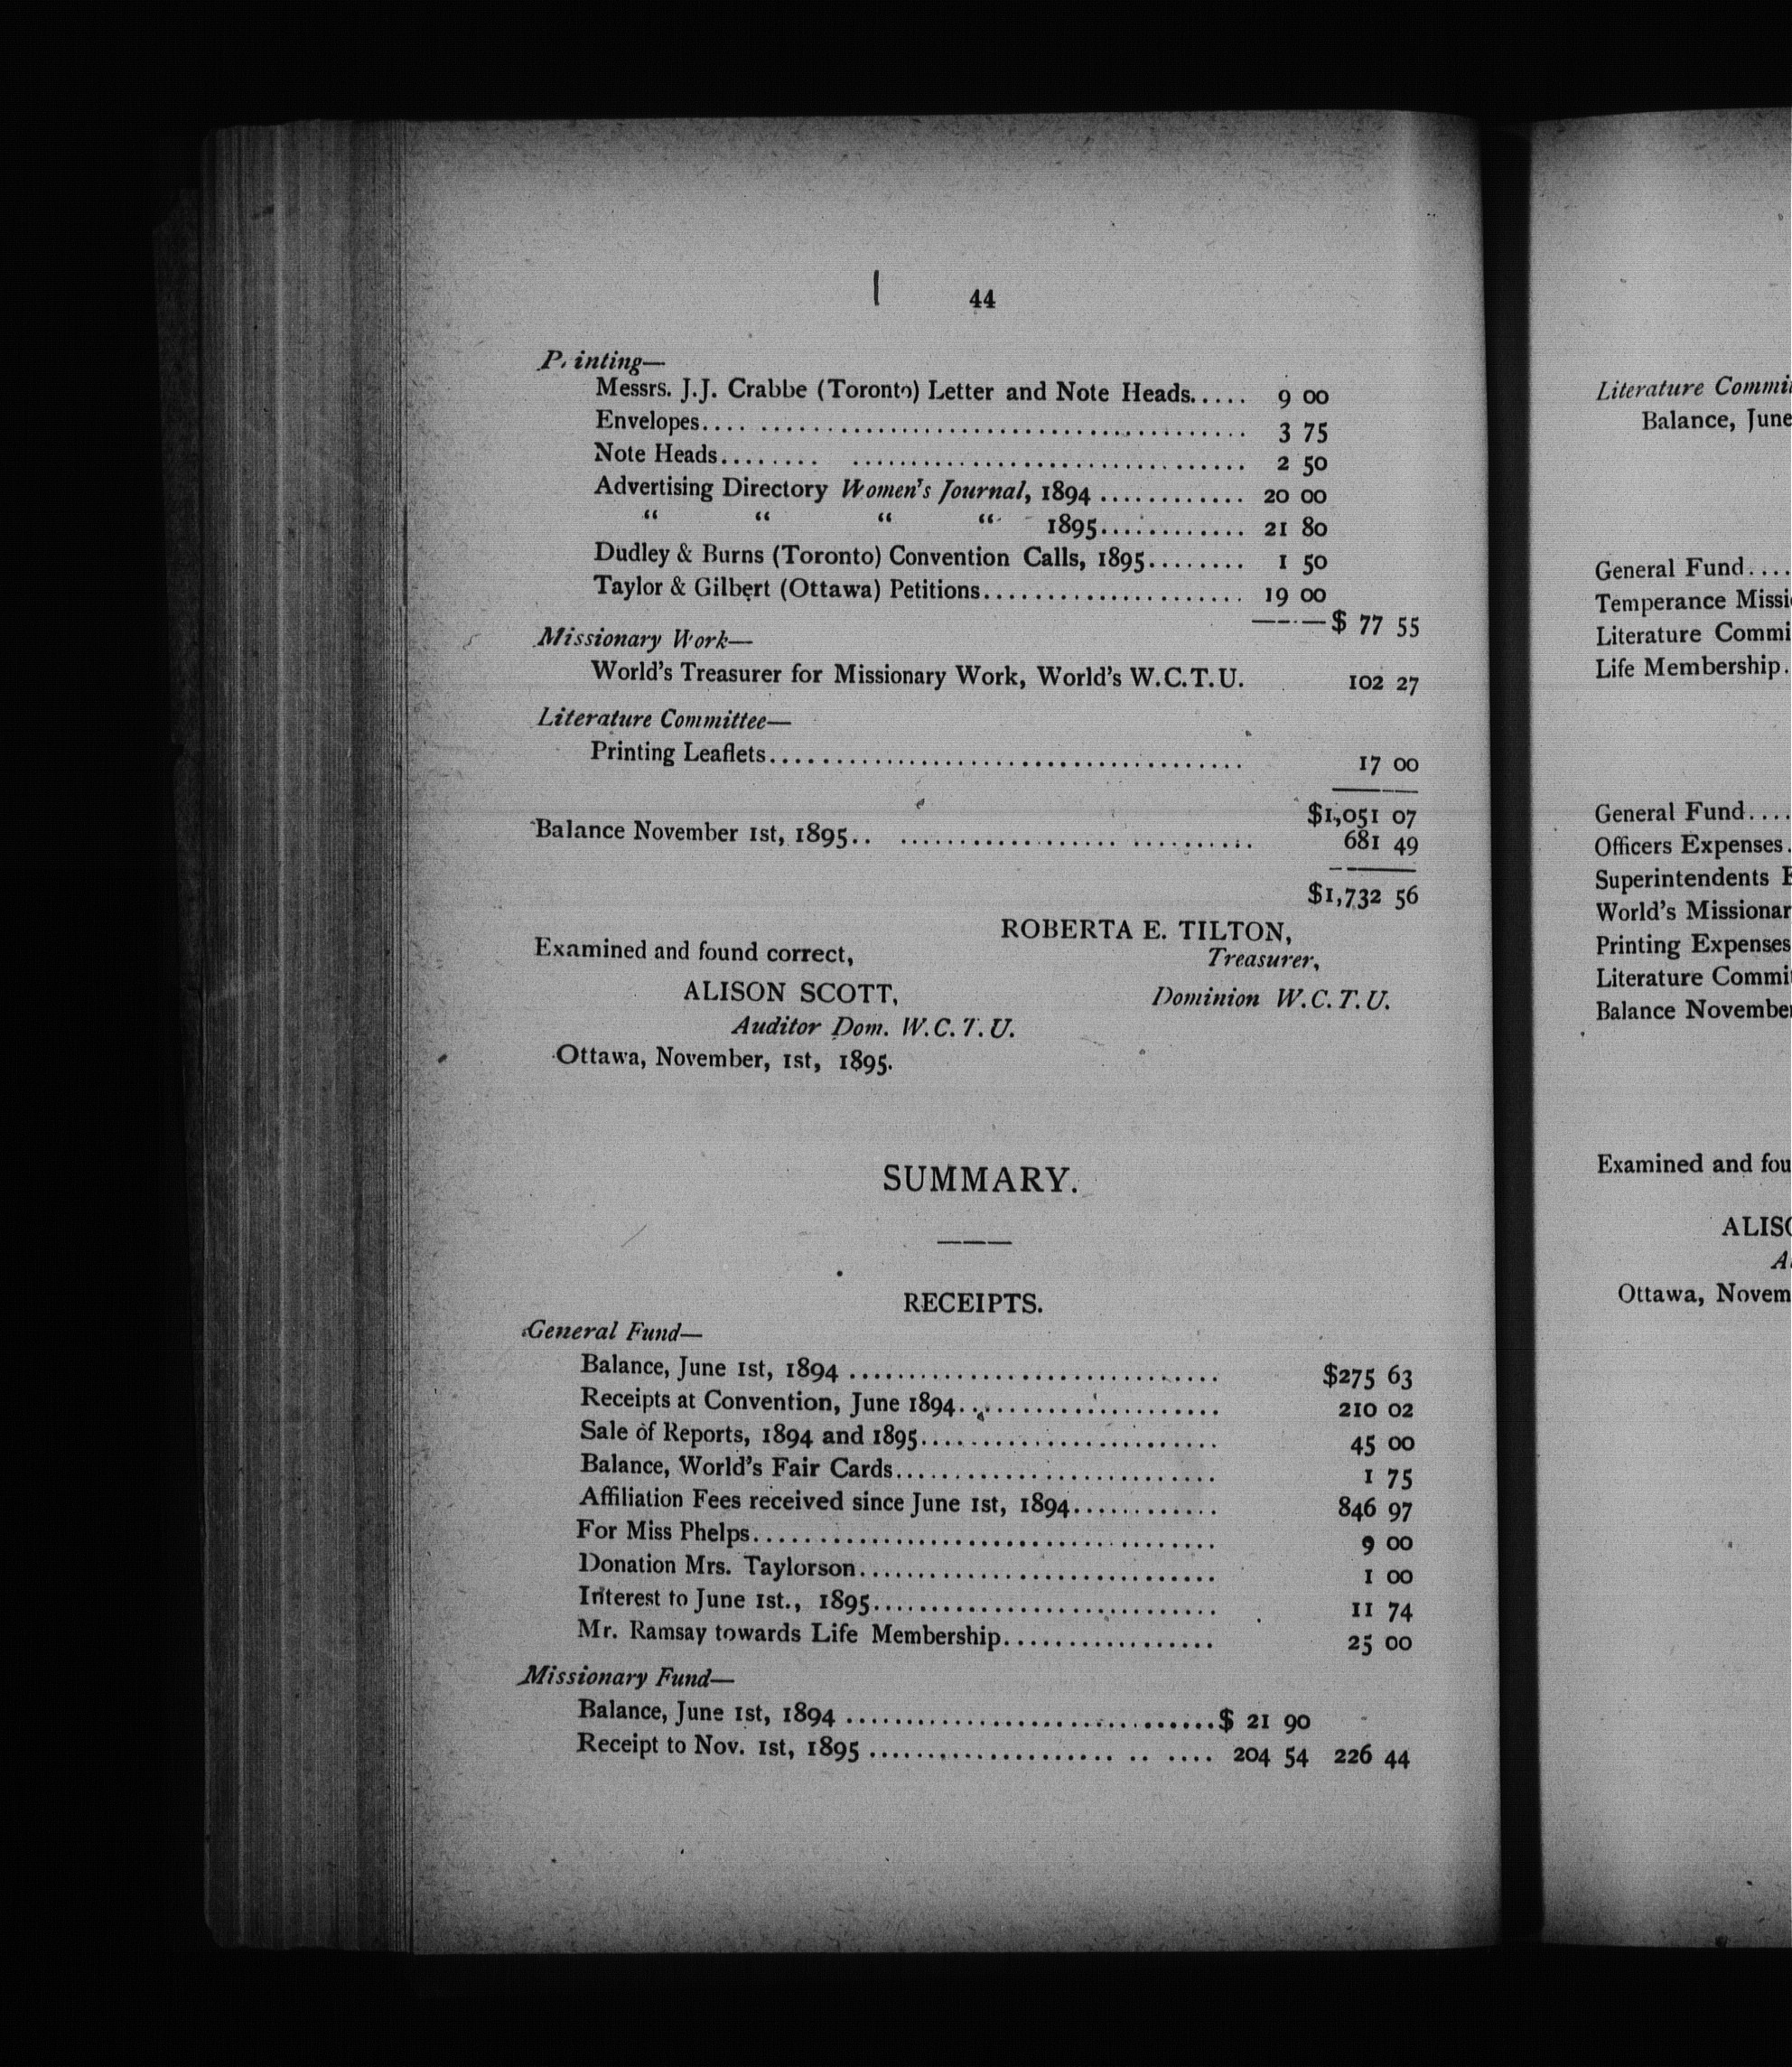 44
Printing—
Messrs. J.J. Crabbe (Toronto) Letter and Note Heads..... 9 00
Envelopes.... .................................... 3 75
Note Heads........ .............................. 2 50
Advertising Directory Women's Journal, 1894 ............ 20 00
“ “ “ “ 1895............ 21 80
Dudley & Burns (Toronto) Convention Calls, 1895........ 1 50
Taylor & Gilbert (Ottawa) Petitions.................... 19 00
$ 77 55
Missionary Work—
World's Treasurer for Missionary Work, World's W.C.T.U. 102 27
Literature Committee—
Printing Leaflets.................................... 17 00
$1,051 07
Balance November 1st, 1895.. .................. .......... 681 49
$1,732 56
ROBERTA E. TILTON,
Examined and found correct,
Treasurer,
ALISON SCOTT,
Dominion W.C.T.U.
Auditor Dom. W.C.T.U.
Ottawa, November, 1st, 1895.
SUMMARY.
RECEIPTS.
General Fund—
Balance, June 1st, 1894 ............................... $275 63
Receipts at Convention, June 1894...................... 210 02
Sale of Reports, 1894 and 1895......................... 45 00
Balance, World's Fair Cards........................... 1 75
Affiliation Fees received since June 1st, 1894............ 846 97
For Miss Phelps..................................... 9 00
Donation Mrs. Taylorson.............................. 1 00
Interest to June 1st., 1895............................. 11 74
Mr. Ramsay towards Life Membership................. 25 00
Missionary Fund—
Balance, June 1st, 1894 ...............................$ 21 90
Receipt to Nov. 1st, 1895 ..................... .. .... 204 54 226 44
Literature Commi
Balance, June
General Fund....
Temperance Missi
Literature Commi
Life Membership.
General Fund....
Officers Expenses.
Superintendents E
World's Missionar
Printing Expenses
Literature Commi
Balance November
Examined and fou
ALISO
A
Ottawa, Novem